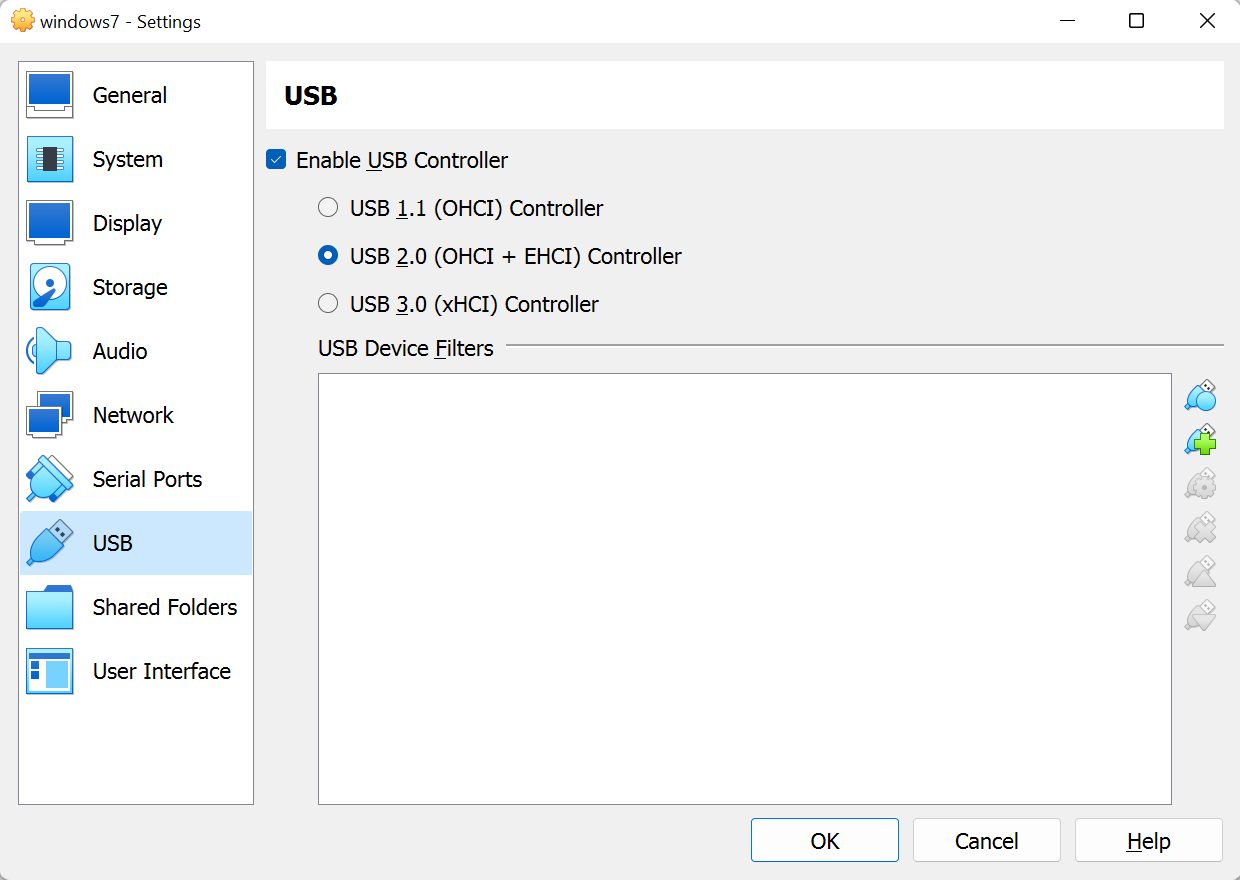 windows7 - Settings
General
System
Display
Storage
Audio
Network
Serial Ports
USB
Shared Folders
User Interface
USB
Enable USB Controller
USB 1.1 (OHCI) Controller
USB 2.0 (OHCI + EHCI) Controller
USB 3.0 (xHCI) Controller
USB Device Filters
OK
Cancel
Help